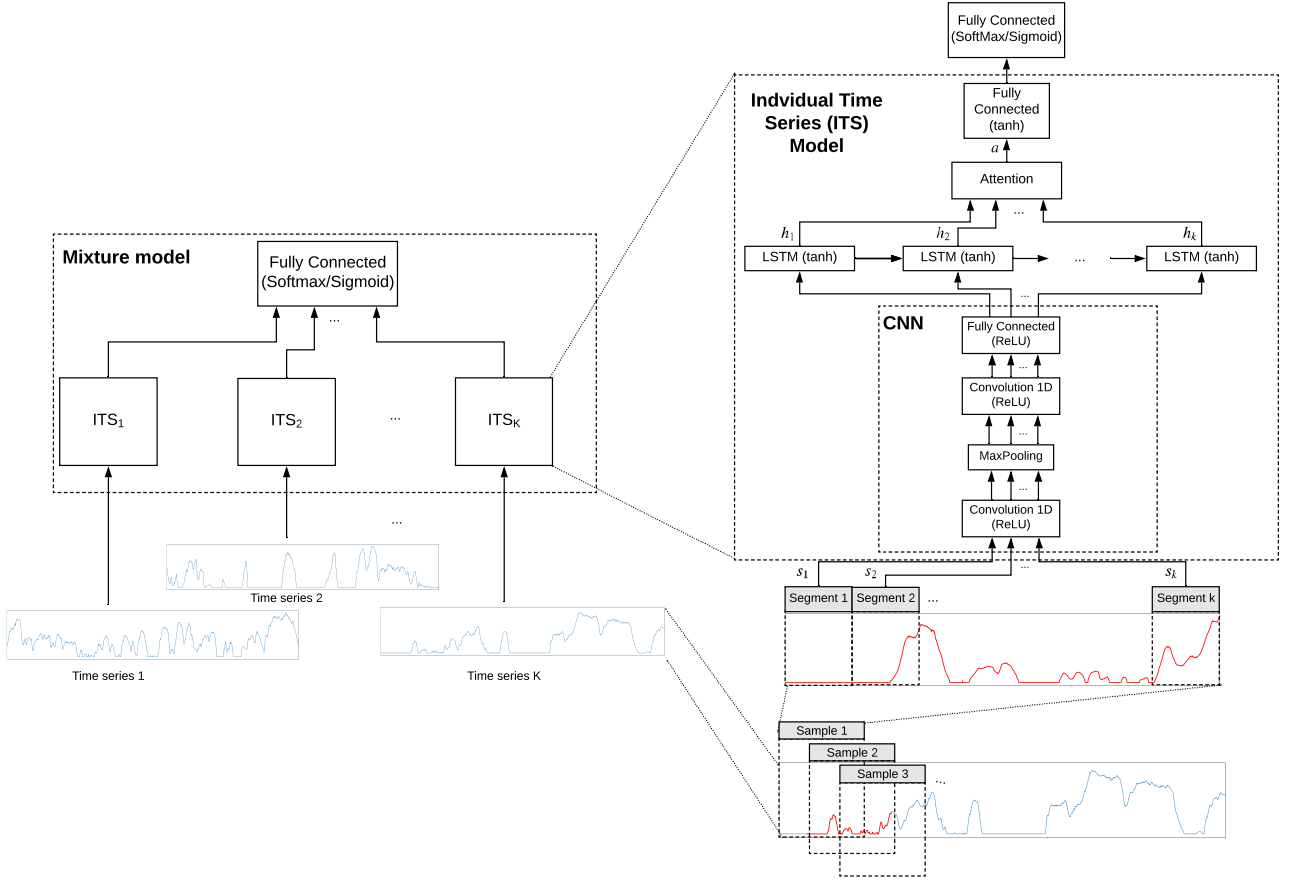 Fully Connected
(SoftMax/Sigmoid)
Indvidual Time
Series (ITS)
Model
Fully
Connected
(tanh)
a
Attention
...
h1
h2
hk
LSTM (tanh)
LSTM (tanh)
...
LSTM (tanh)
...
CNN
Fully Connected
(ReLU)
...
Convolution 1D
(ReLU)
...
MaxPooling
...
Convolution 1D
(ReLU)
...
s1
s2
sk
Segment 1
Segment 2
...
Segment k
Sample 1
Sample 2
Sample 3
...
Mixture model
Fully Connected
(Softmax/Sigmoid)
...
ITS1
ITS2
...
ITSK
...
Time series 2
Time series 1
Time series K